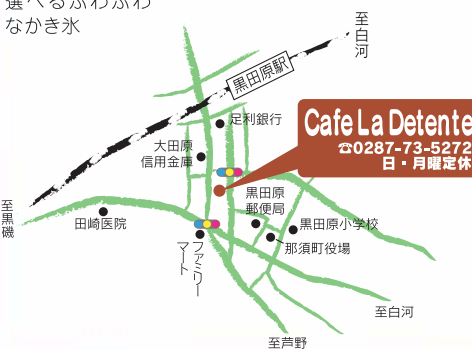 選べるふわふわ
なかき氷
至白河
黒田原駅
足利銀行
大田原
信用金庫
Cafe La Detente
☎0287-73-5272
日・月曜定休
至黒磯
田崎医院
黒田原
郵便局
黒田原小学校
那須町役場
ファミリー
マート
至白河
至芦野